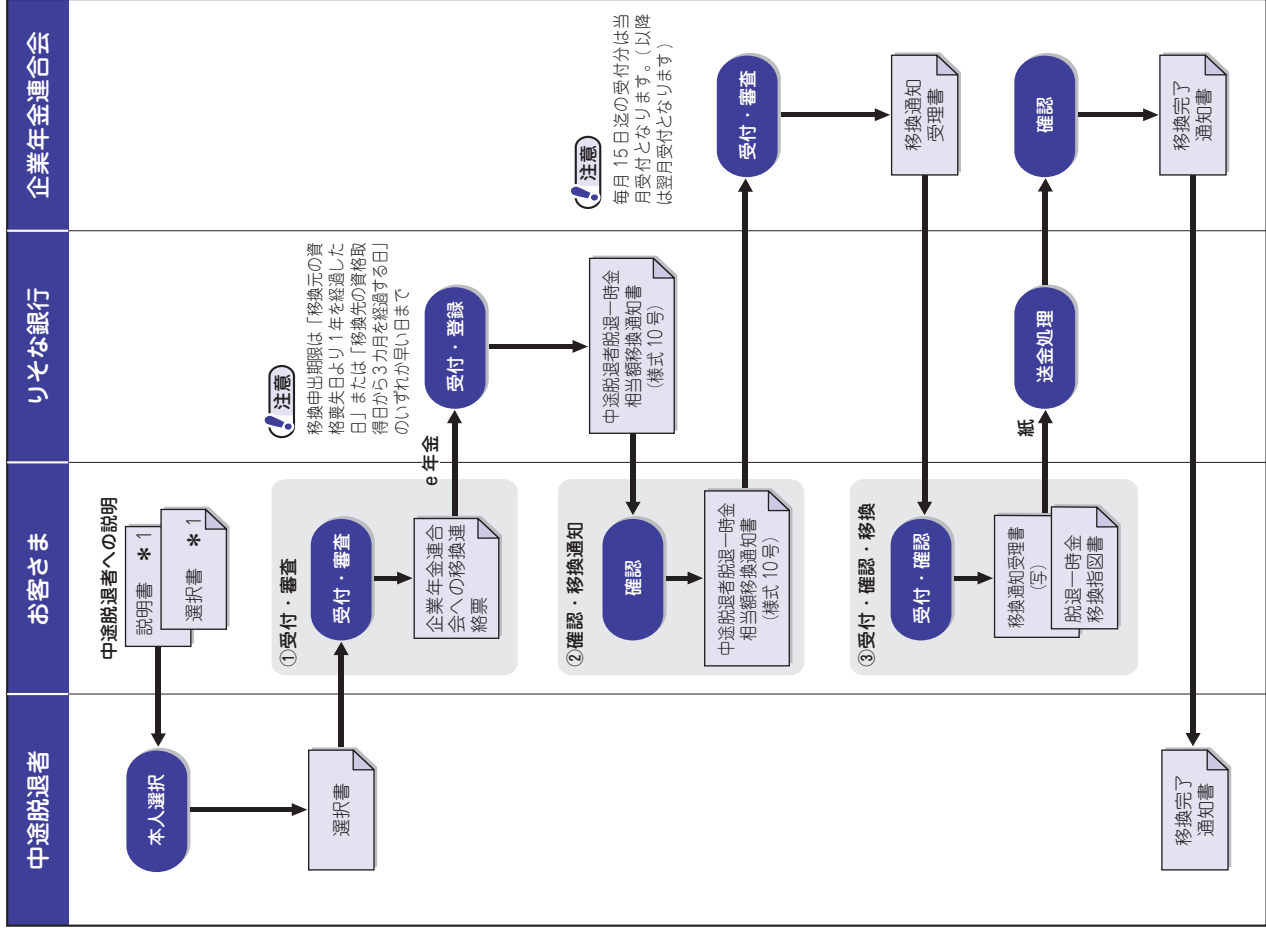 中途脱退者
お客さま
りそな銀行
企業年金連合会
中途脱退者への説明
説明書 ＊1
選択書 ＊1
本人選択
選択書
①受付・審査
受付・審査
企業年金連合
会への移換連
絡票
e年金
注意
移換申出期限は「移換元の資
格喪失日より1年を経過した
日」または「移換先の資格取
得日から3カ月を経過する日」
のいずれか早い日まで
受付・登録
中途脱退者脱退一時金
相当額移換通知書
（様式10号）
②確認・移換通知
確認
中途脱退者脱退一時金
相当額移換通知書
（様式10号）
注意
毎月15日迄の受付分は当
月受付となります。（以降
は翌月受付となります）
受付・審査
移換通知
受理書
③受付・確認・移換
受付・確認
移換通知受理書
（写）
脱退一時金
移換指図書
紙
送金処理
確認
移換完了
通知書
移換完了
通知書